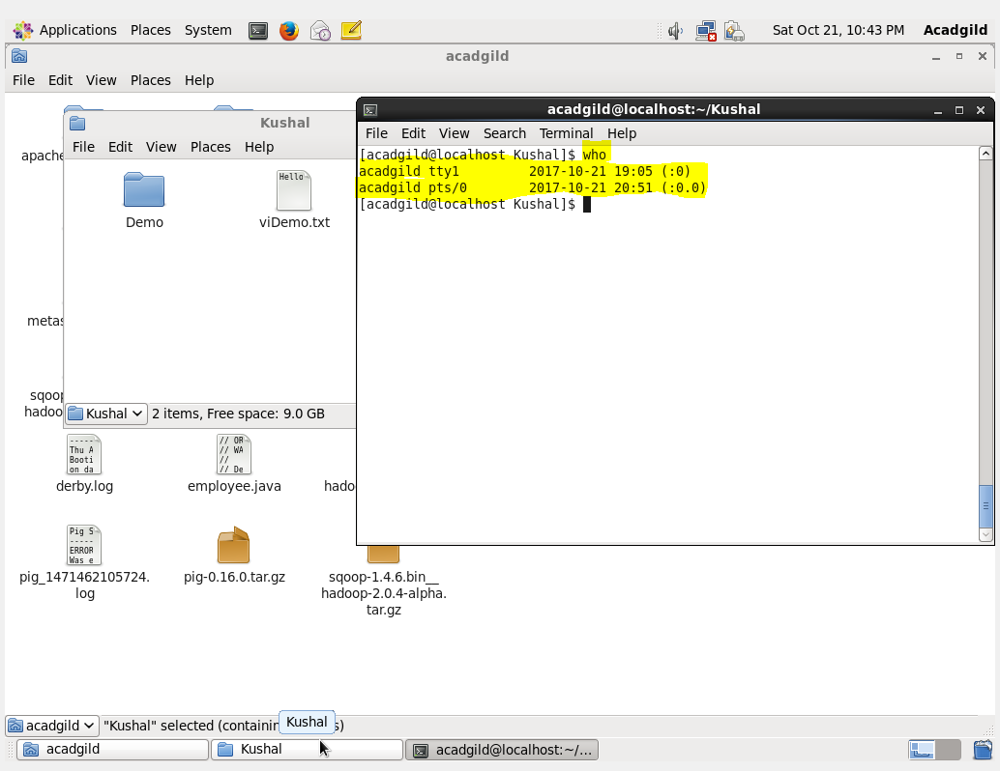 Applications Places System Sat Oct 21, 10:43 PM Acadgild
acadgild
File Edit View Places Help
apache
metas
sqoop
hadoo
Kushal
File Edit View Places Help
Hello
Demo
viDemo.txt
Kushal 2 items, Free space: 9.0 GB
acadgild@localhost:~/Kushal
File Edit View Search Terminal Help
[acadgild@localhost Kushal]$ who
acadgild tty1 2017-10-21 19:05 (:0)
acadgild pts/0 2017-10-21 20:51 (:0.0)
[acadgild@localhost Kushal]$
-----
Thu A
Booti
on da
derby.log
// OR
// WA
//
// De
employee.java
hadoo
Pig S
-----
ERROR
Was e
pig_1471462105724.
log
pig-0.16.0.tar.gz
sqoop-1.4.6.bin__
hadoop-2.0.4-alpha.
tar.gz
acadgild "Kushal" selected (containin s)
Kushal
acadgild Kushal acadgild@localhost:~/...